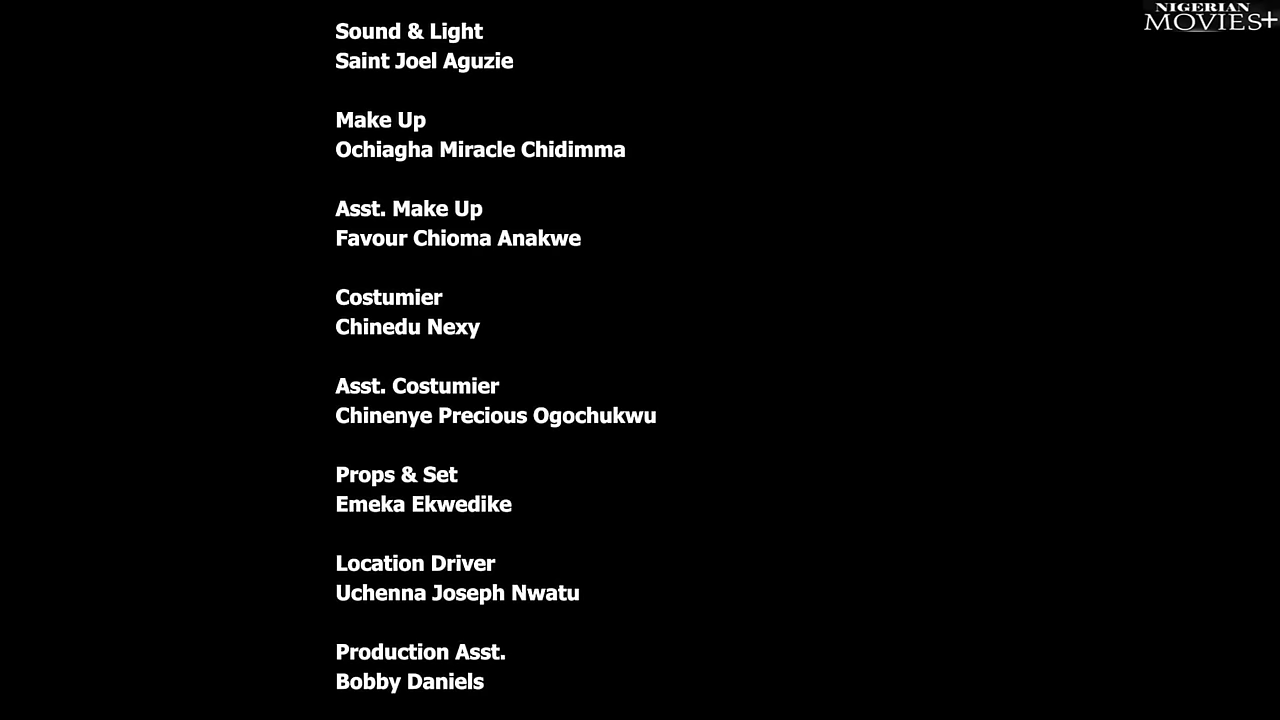 NIGERIAN
MOVIES+
Sound & Light
Saint Joel Aguzie
Make Up
Ochiagha Miracle Chidimma
Asst. Make Up
Favour Chioma Anakwe
Costumier
Chinedu Nexy
Asst. Costumier
Chinenye Precious Ogochukwu
Props & Set
Emeka Ekwedike
Location Driver
Uchenna Joseph Nwatu
Production Asst.
Bobby Daniels